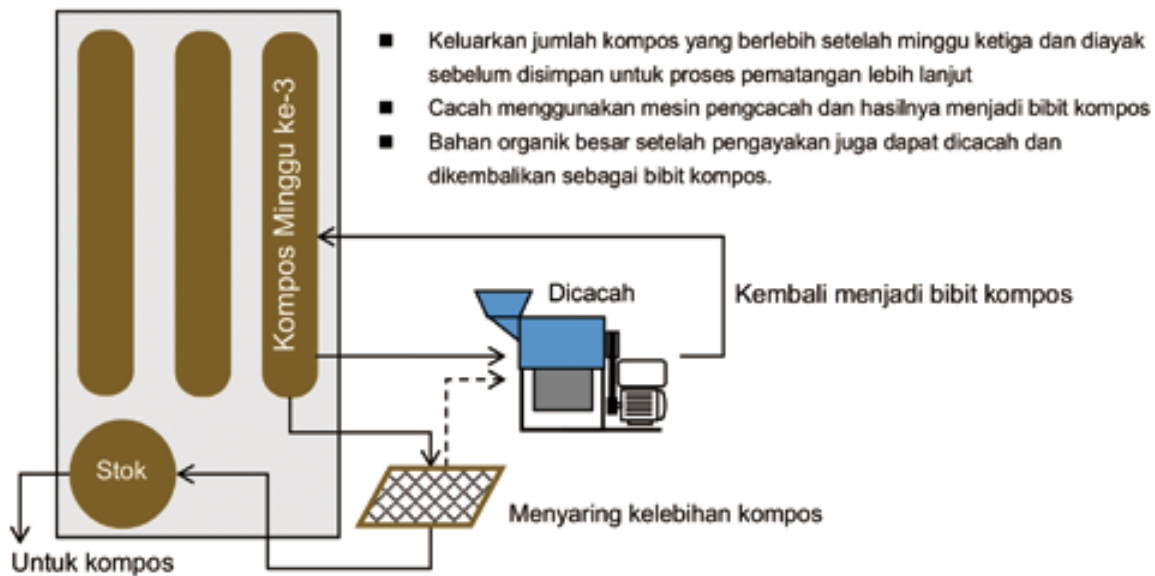 ■ Keluarkan jumlah kompos yang berlebih setelah minggu ketiga dan diayak
sebelum disimpan untuk proses pematangan lebih lanjut
■ Cacah menggunakan mesin pengcacah dan hasilnya menjadi bibit kompos
■ Bahan organik besar setelah pengayakan juga dapat dicacah dan
dikembalikan sebagai bibit kompos.
Kompos Minggu ke-3
Dicacah
Kembali menjadi bibit kompos
Stok
Menyaring kelebihan kompos
Untuk kompos